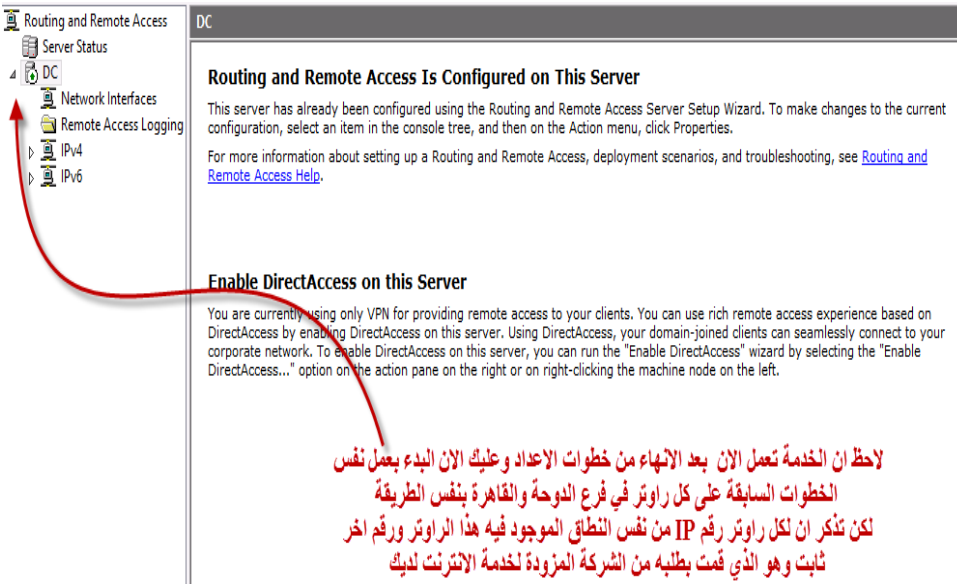 Routing and Remote Access
Server Status
DC
Network Interfaces
Remote Access Logging
IPv4
IPv6
DC
Routing and Remote Access Is Configured on This Server
This server has already been configured using the Routing and Remote Access Server Setup Wizard. To make changes to the current
configuration, select an item in the console tree, and then on the Action menu, click Properties.
For more information about setting up a Routing and Remote Access, deployment scenarios, and troubleshooting, see Routing and
Remote Access Help.
Enable DirectAccess on this Server
You are currently using only VPN for providing remote access to your clients. You can use rich remote access experience based on
DirectAccess by enabling DirectAccess on this server. Using DirectAccess, your domain-joined clients can seamlessly connect to your
corporate network. To enable DirectAccess on this server, you can run the "Enable DirectAccess" wizard by selecting the "Enable
DirectAccess..." option on the action pane on the right or on right-clicking the machine node on the left.
لاحظ ان الخدمة تعمل الان بعد الانهاء من خطوات الاعداد وعليك الان البدء بعمل نفس
الخطوات السابقة على كل راوتر في فرع الدوحة والقاهرة بنفس الطريقة
لكن تذكر ان لكل راوتر رقم IP من نفس النطاق الموجود فيه هذا الراوتر ورقم اخر
ثابت وهو الذي قمت بطلبه من الشركة المزودة لخدمة الانترنت لديك